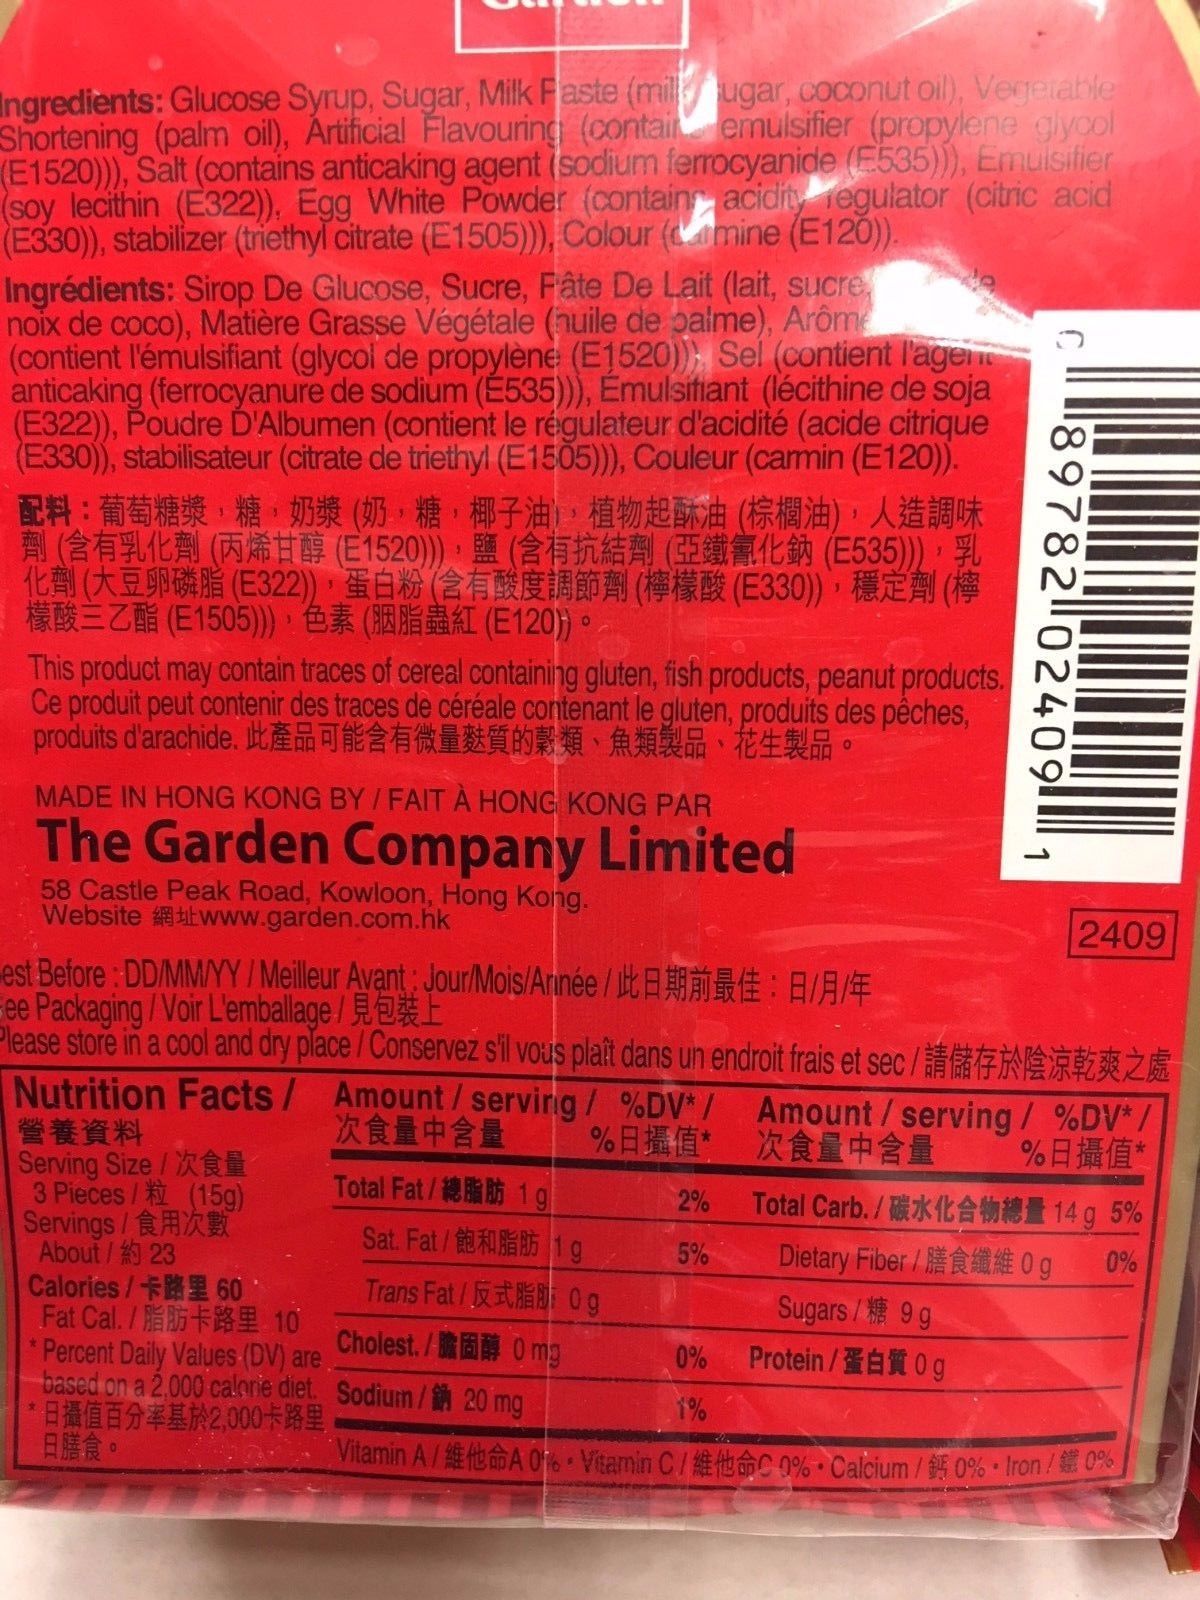 Ingredients: Glucose Syrup, Sugar, Milk Paste (milk, sugar, coconut oil), Vegetable
Shortening (palm oil), Artificial Flavouring (contains emulsifier (propylene glycol
(E1520))), Salt (contains anticaking agent (sodium ferrocyanide (E535))), Emulsifier
(soy lecithin (E322)), Egg White Powder (contains acidity regulator (citric acid
(E330)), stabilizer (triethyl citrate (E1505))), Colour (carmine (E120)).
Ingrédients: Sirop De Glucose, Sucre, Pâte De Lait (lait, sucre,
noix de coco), Matière Grasse Végétale (huile de palme), Arôme
(contient l'émulsifiant (glycol de propylène (E1520))), Sel (contient l'agent
anticaking (ferrocyanure de sodium (E535))), Émulsifiant (lécithine de soja
(E322)), Poudre D'Albumen (contient le régulateur d'acidité (acide citrique
(E330)), stabilisateur (citrate de triethyl (E1505))), Couleur (carmin (E120)).
配料：葡萄糖漿，糖，奶漿 (奶，糖，椰子油)，植物起酥油 (棕櫚油)，人造調味
劑 (含有乳化劑 (丙烯甘醇 (E1520)))，鹽 (含有抗結劑 (亞鐵氰化鈉 (E535)))，乳
化劑 (大豆卵磷脂 (E322))，蛋白粉 (含有酸度調節劑 (檸檬酸 (E330))，穩定劑 (檸
檬酸三乙酯 (E1505)))，色素 (胭脂蟲紅 (E120))。
This product may contain traces of cereal containing gluten, fish products, peanut products.
Ce produit peut contenir des traces de céréale contenant le gluten, produits des pêches,
produits d'arachide. 此產品可能含有微量麩質的穀類、魚類製品、花生製品。
MADE IN HONG KONG BY / FAIT À HONG KONG PAR
The Garden Company Limited
58 Castle Peak Road, Kowloon, Hong Kong.
Website 網址www.garden.com.hk
0 89782 02409 1
2409
est Before : DD/MM/YY / Meilleur Avant : Jour/Mois/Année / 此日期前最佳：日/月/年
ee Packaging / Voir L'emballage / 見包裝上
Please store in a cool and dry place / Conservez s'il vous plaît dans un endroit frais et sec / 請儲存於陰涼乾爽之處
Nutrition Facts /
營養資料
Serving Size / 次食量
3 Pieces / 粒 (15g)
Servings / 食用次數
About / 約 23
Calories / 卡路里 60
Fat Cal. / 脂肪卡路里 10
* Percent Daily Values (DV) are
based on a 2,000 calorie diet.
* 日攝值百分率基於2,000卡路里
日膳食。
Amount / serving / %DV* /
次食量中含量 %日攝值*
Total Fat / 總脂肪 1 g 2%
Sat. Fat / 飽和脂肪 1 g 5%
Trans Fat / 反式脂肪 0 g
Cholest. / 膽固醇 0 mg 0%
Sodium / 鈉 20 mg 1%
Amount / serving / %DV* /
次食量中含量 %日攝值*
Total Carb. / 碳水化合物總量 14 g 5%
Dietary Fiber / 膳食纖維 0 g 0%
Sugars / 糖 9 g
Protein / 蛋白質 0 g
Vitamin A / 維他命A 0% • Vitamin C / 維他命C 0% • Calcium / 鈣 0% • Iron / 鐵 0%